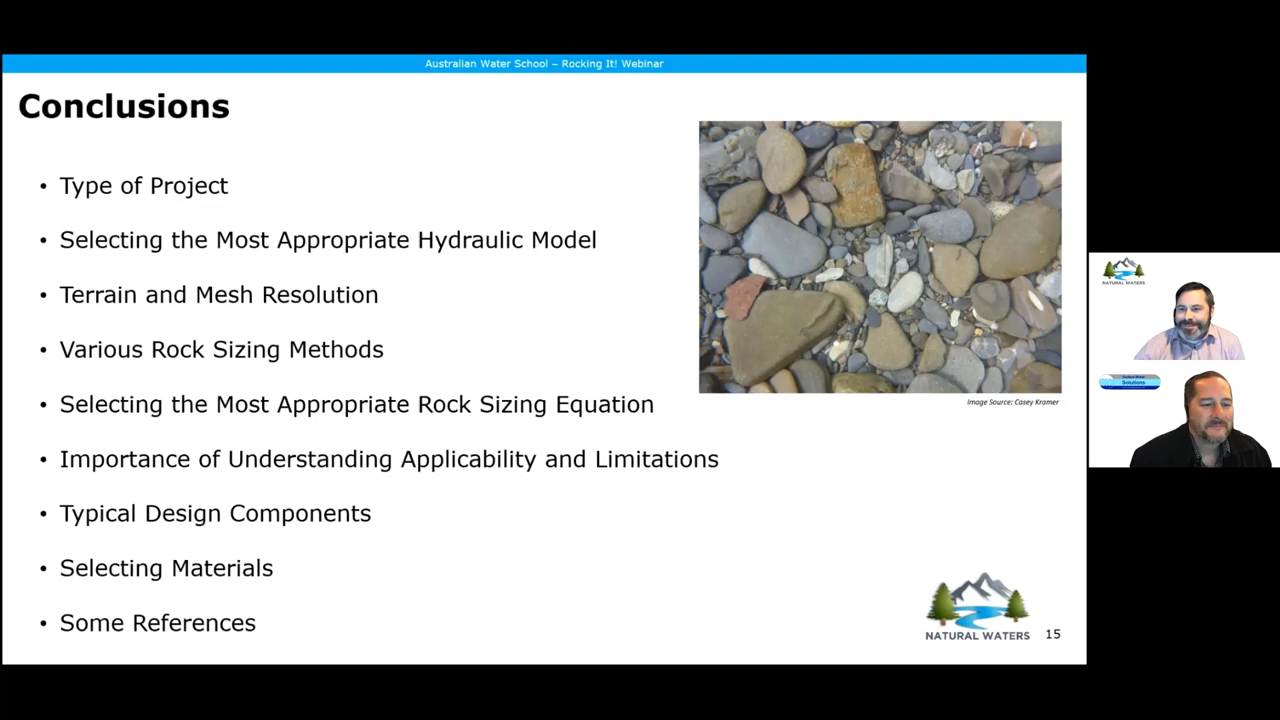 Australian Water School – Rocking It! Webinar
Conclusions
• Type of Project
• Selecting the Most Appropriate Hydraulic Model
• Terrain and Mesh Resolution
• Various Rock Sizing Methods
• Selecting the Most Appropriate Rock Sizing Equation
• Importance of Understanding Applicability and Limitations
• Typical Design Components
• Selecting Materials
• Some References
Image Source: Casey Kramer
NATURAL WATERS
15
NATURAL WATERS
Solutions